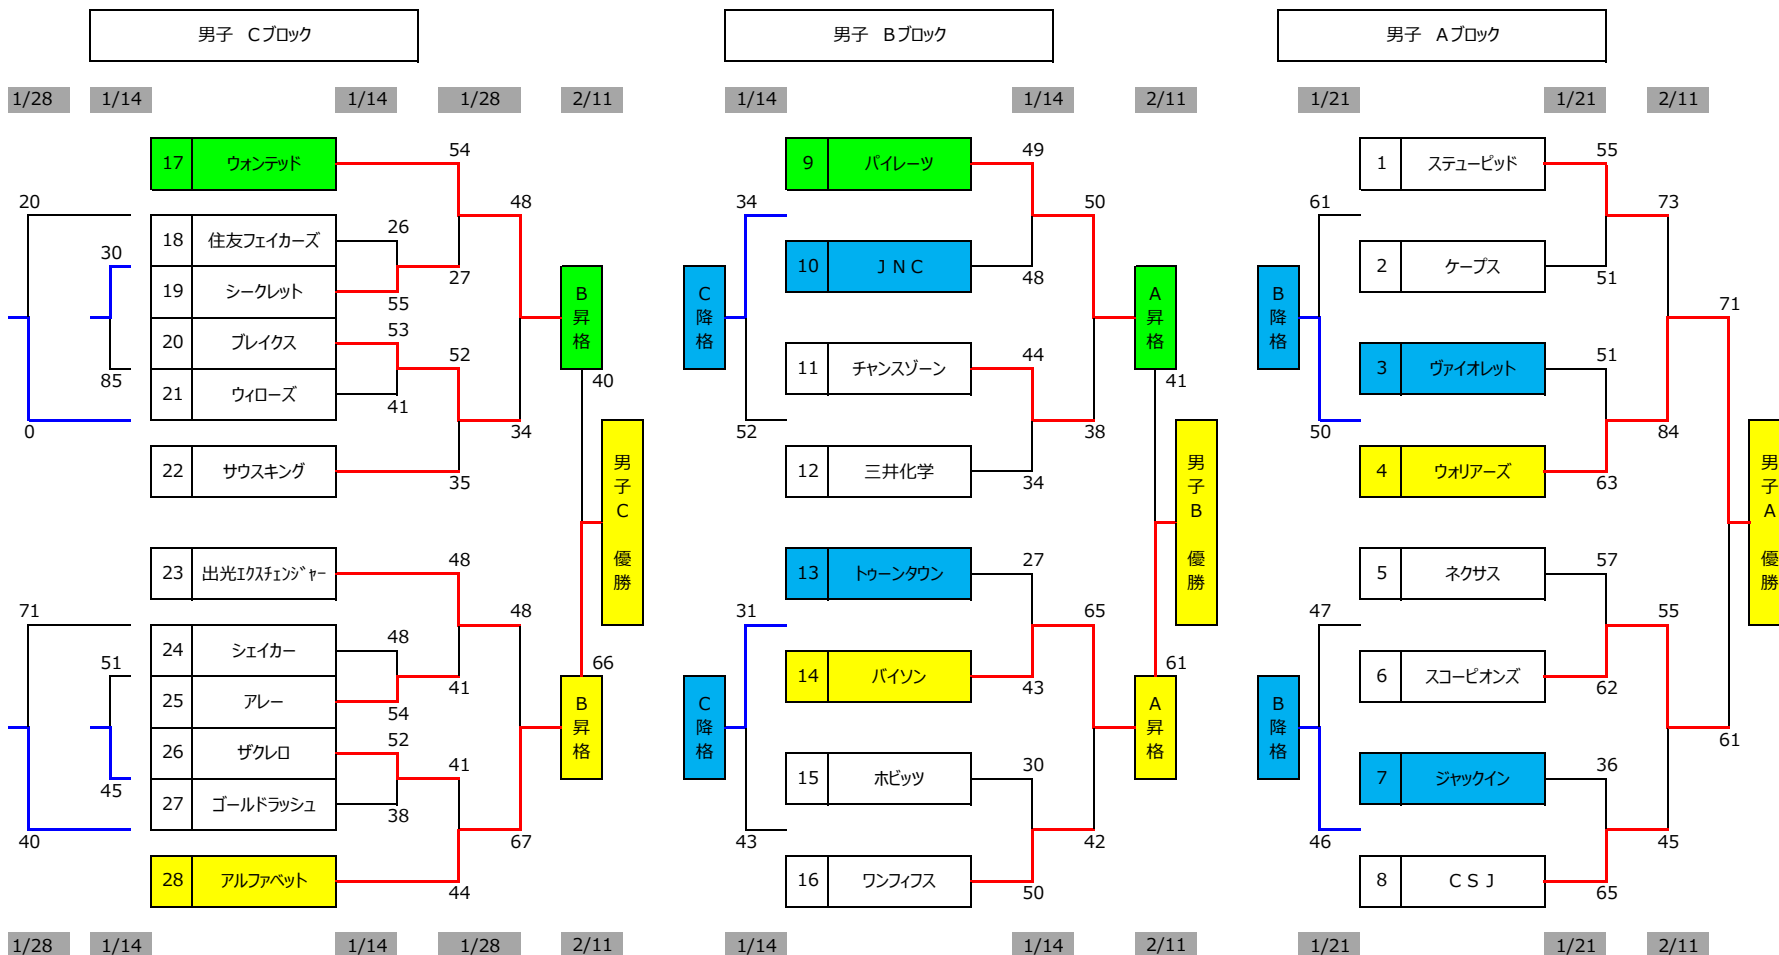 男子 Cブロック
男子 Bブロック
男子 Aブロック
1/28 1/14 1/14 1/28 2/11 1/14 1/14 2/11 1/21 1/21 2/11
54 49 55
17 ウォンテッド 9 パイレーツ 1 ステューピッド
20 48 34 50 61 73
26
18 住友フェイカーズ
30
10 JNC 2 ケープス
27 48 51
19 シークレット
B昇格 C降格 A昇格 B降格
55
71
53
20 ブレイクス
52 44 51
11 チャンスゾーン 3 ヴァイオレット
85 40 41
21 ウィローズ
41
0 34 52 38 50 84
22 サウスキング 12 三井化学 4 ウォリアーズ
35 34 63
男子C 優勝 男子B 優勝 男子A 優勝
48 27 57
23 出光エクスチェンジャー 13 トゥーンタウン 5 ネクサス
71 48 31 65 47 55
48
24 シェイカー
51 66 61
14 バイソン 6 スコーピオンズ
41 43 62
25 アレー
54
B昇格 C降格 A昇格 B降格
52
61
26 ザクレロ
41 30 36
15 ホビッツ 7 ジャックイン
45
27 ゴールドラッシュ
38
40 67 43 42 46 45
28 アルファベット 16 ワンフィフス 8 CSJ
44 50 65
1/28 1/14 1/14 1/28 2/11 1/14 1/14 2/11 1/21 1/21 2/11